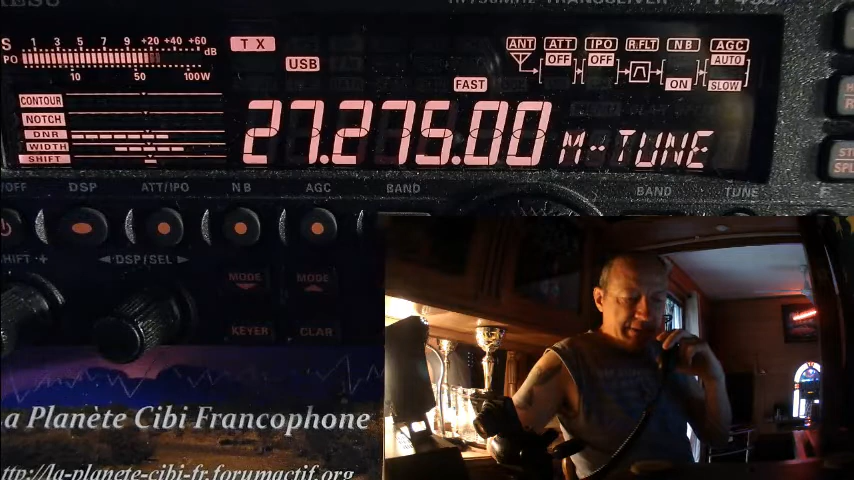 S 1 3 5 7 9 +20 +40 +60 dB
PO
10 50 100W
TX
USB
FAST
ANT ATT IPO R.FLT NB AGC
OFF OFF AUTO
ON SLOW
CONTOUR
NOTCH
DNR
WIDTH
SHIFT
27.275.00 M-TUNE
/OFF DSP ATT/IPO NB AGC BAND BAND TUNE
SHIFT + ◄DSP/SEL►
MODE MODE
KEYER CLAR
a Planète Cibi Francophone
ttp://la-planete-cibi-fr.forumactif.org